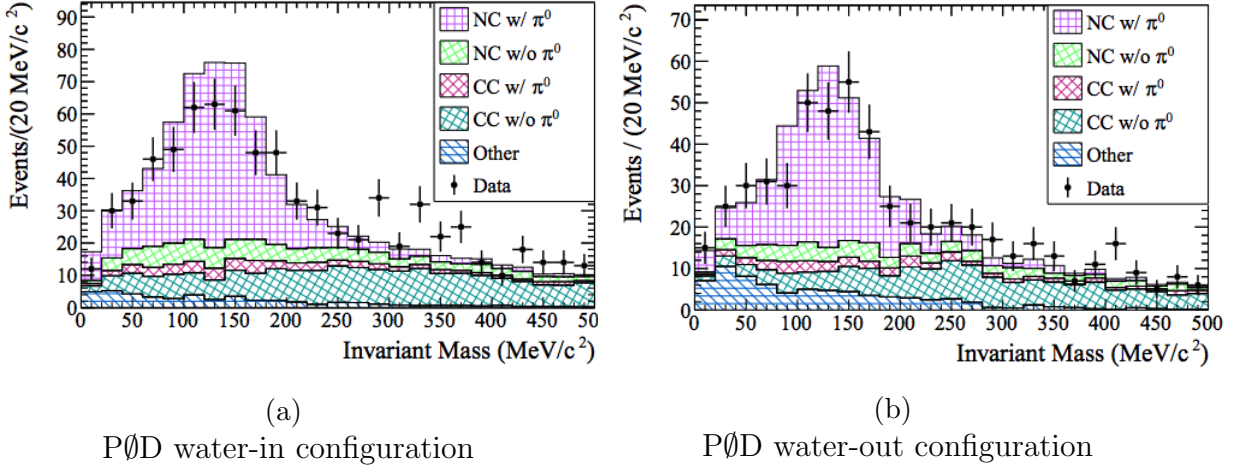 Events/(20 MeV/c²)
90
80
70
60
50
40
30
20
10
0
0 50 100 150 200 250 300 350 400 450 500
Invariant Mass (MeV/c²)
NC w/ π⁰
NC w/o π⁰
CC w/ π⁰
CC w/o π⁰
Other
Data
(a)
PØD water-in configuration
Events / (20 MeV/c²)
70
60
50
40
30
20
10
0
0 50 100 150 200 250 300 350 400 450 500
Invariant Mass (MeV/c²)
NC w/ π⁰
NC w/o π⁰
CC w/ π⁰
CC w/o π⁰
Other
Data
(b)
PØD water-out configuration